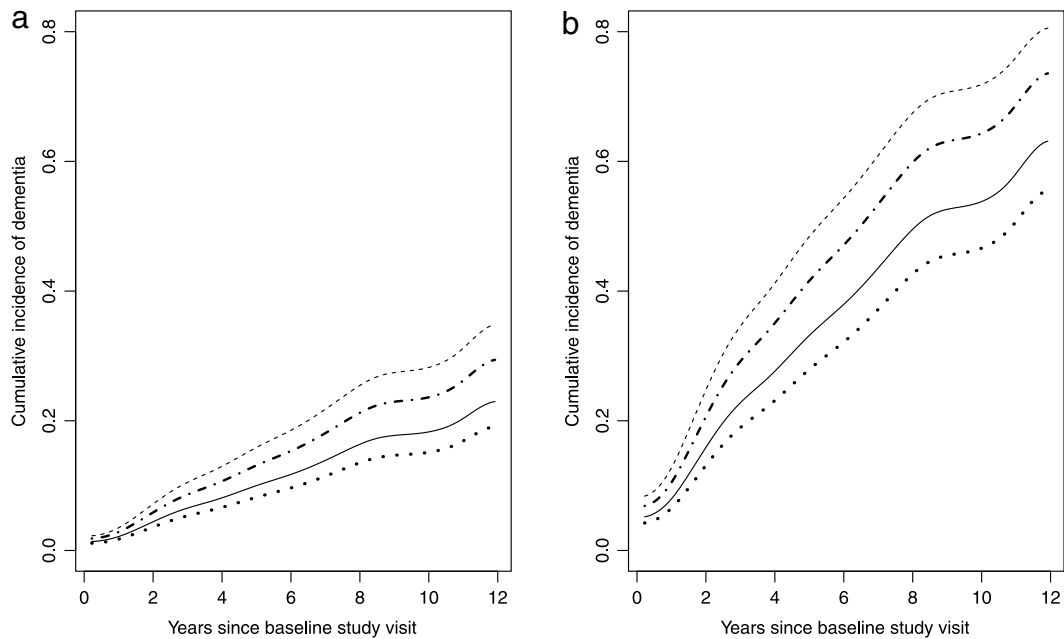 a
Cumulative incidence of dementia
0.0 0.2 0.4 0.6 0.8
0 2 4 6 8 10 12
Years since baseline study visit
b
Cumulative incidence of dementia
0.0 0.2 0.4 0.6 0.8
0 2 4 6 8 10 12
Years since baseline study visit